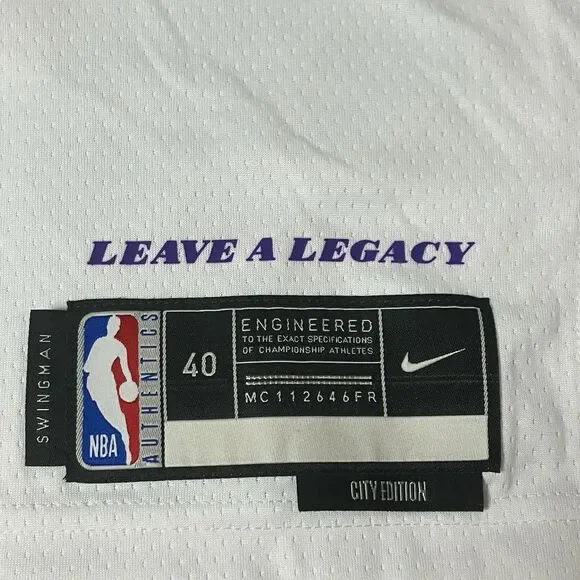 LEAVE A LEGACY
SWINGMAN
NBA
AUTHENTICS
40
ENGINEERED
TO THE EXACT SPECIFICATIONS
OF CHAMPIONSHIP ATHLETES
MC112646FR
CITY EDITION